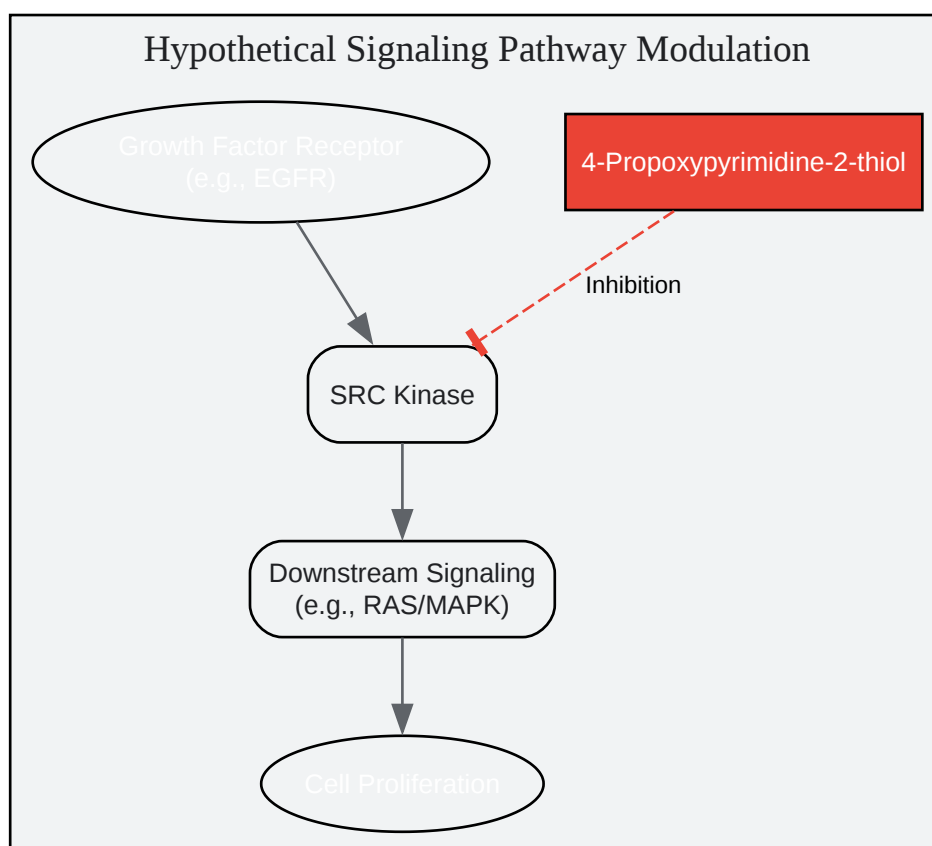 Hypothetical Signaling Pathway Modulation
Growth Factor Receptor
(e.g., EGFR)
4-Propoxypyrimidine-2-thiol
Inhibition
SRC Kinase
Downstream Signaling
(e.g., RAS/MAPK)
Cell Proliferation